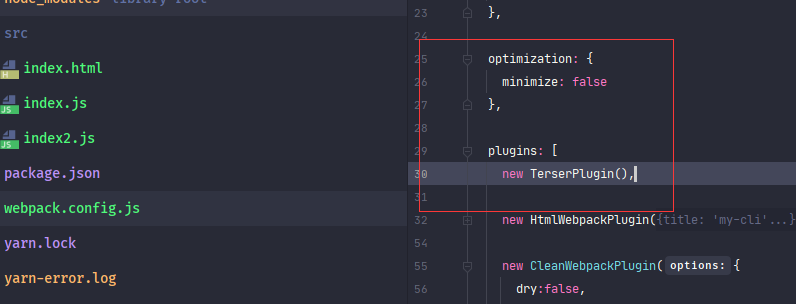 node_modules library root
src
index.html
index.js
index2.js
package.json
webpack.config.js
yarn.lock
yarn-error.log
23 },
24
25 optimization: {
26 minimize: false
27 },
28
29 plugins: [
30 new TerserPlugin(),
31
32 new HtmlWebpackPlugin({title: 'my-cli'...}
54
55 new CleanWebpackPlugin( options: {
56 dry:false,